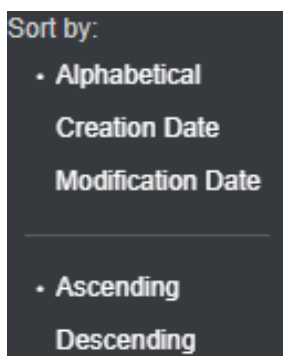 Sort by:
• Alphabetical
Creation Date
Modification Date
• Ascending
Descending